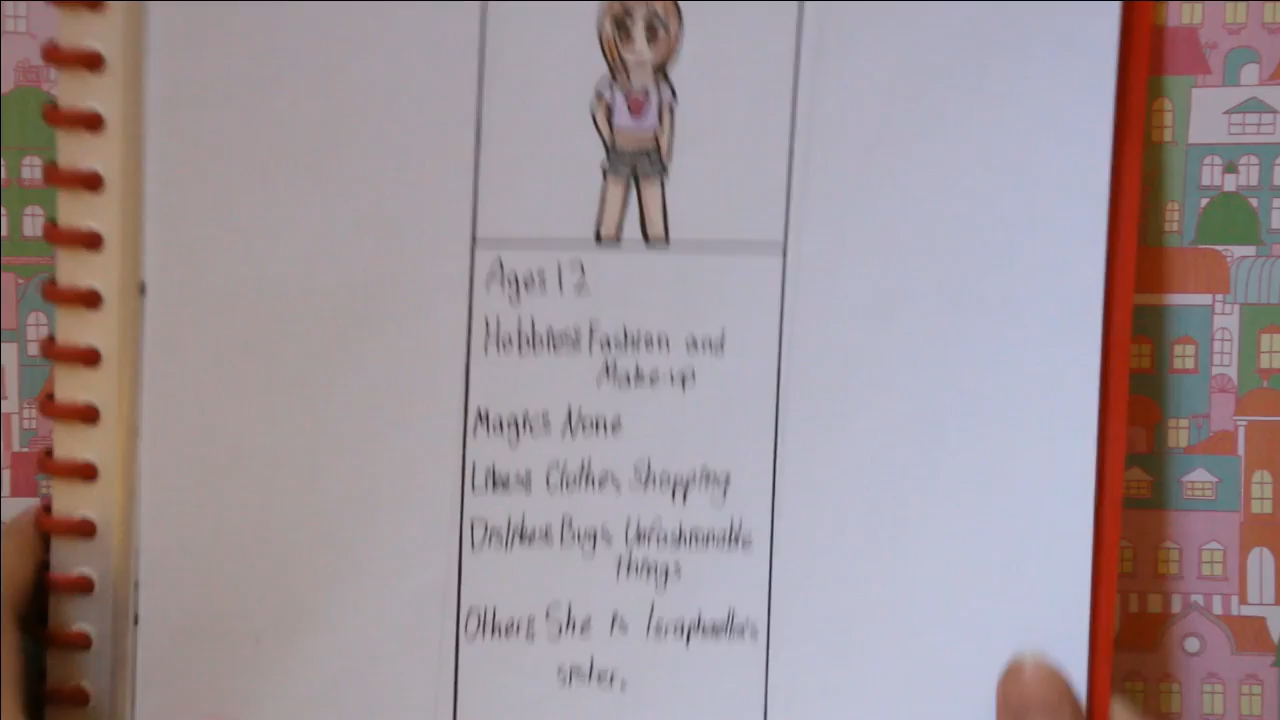 Age: 12
Hobbies: Fashion and
Make-up
Magic: None
Likes: Clothes, Shopping
Dislikes: Bugs, Unfashionable
things
Other: She is
sister.